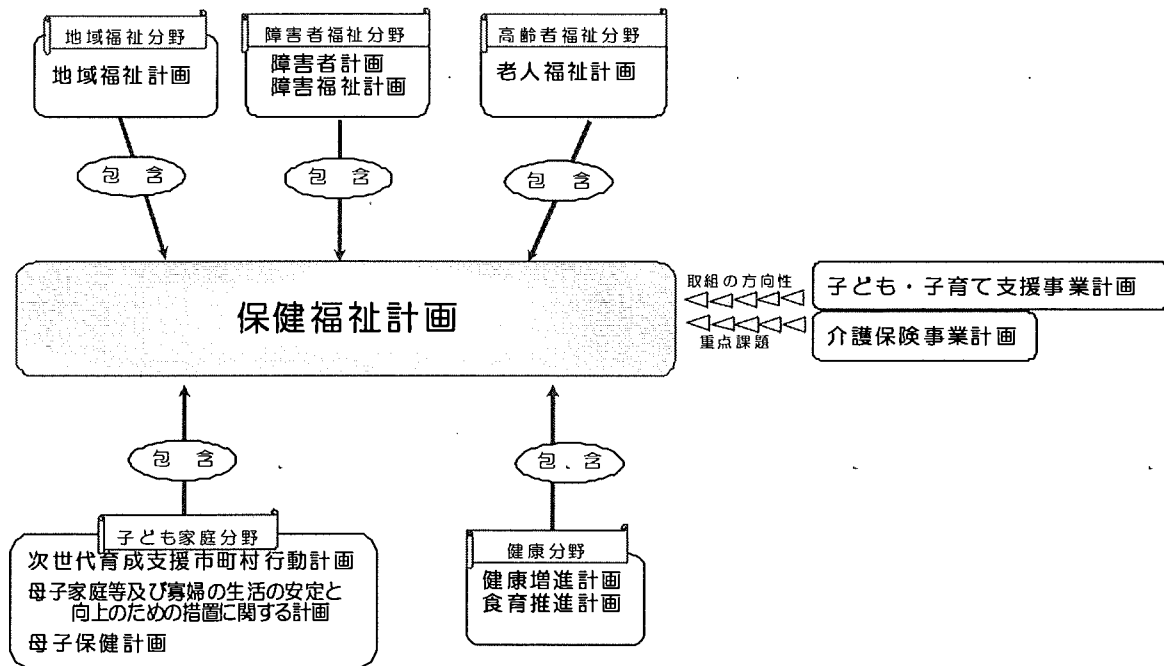 地域福祉分野
地域福祉計画
障害者福祉分野
障害者計画
障害福祉計画
高齢者福祉分野
老人福祉計画
包 含
包 含
包 含
保健福祉計画
取組の方向性
重点課題
子ども・子育て支援事業計画
介護保険事業計画
包 含
包 含
子ども家庭分野
次世代育成支援市町村行動計画
母子家庭等及び寡婦の生活の安定と
向上のための措置に関する計画
母子保健計画
健康分野
健康増進計画
食育推進計画